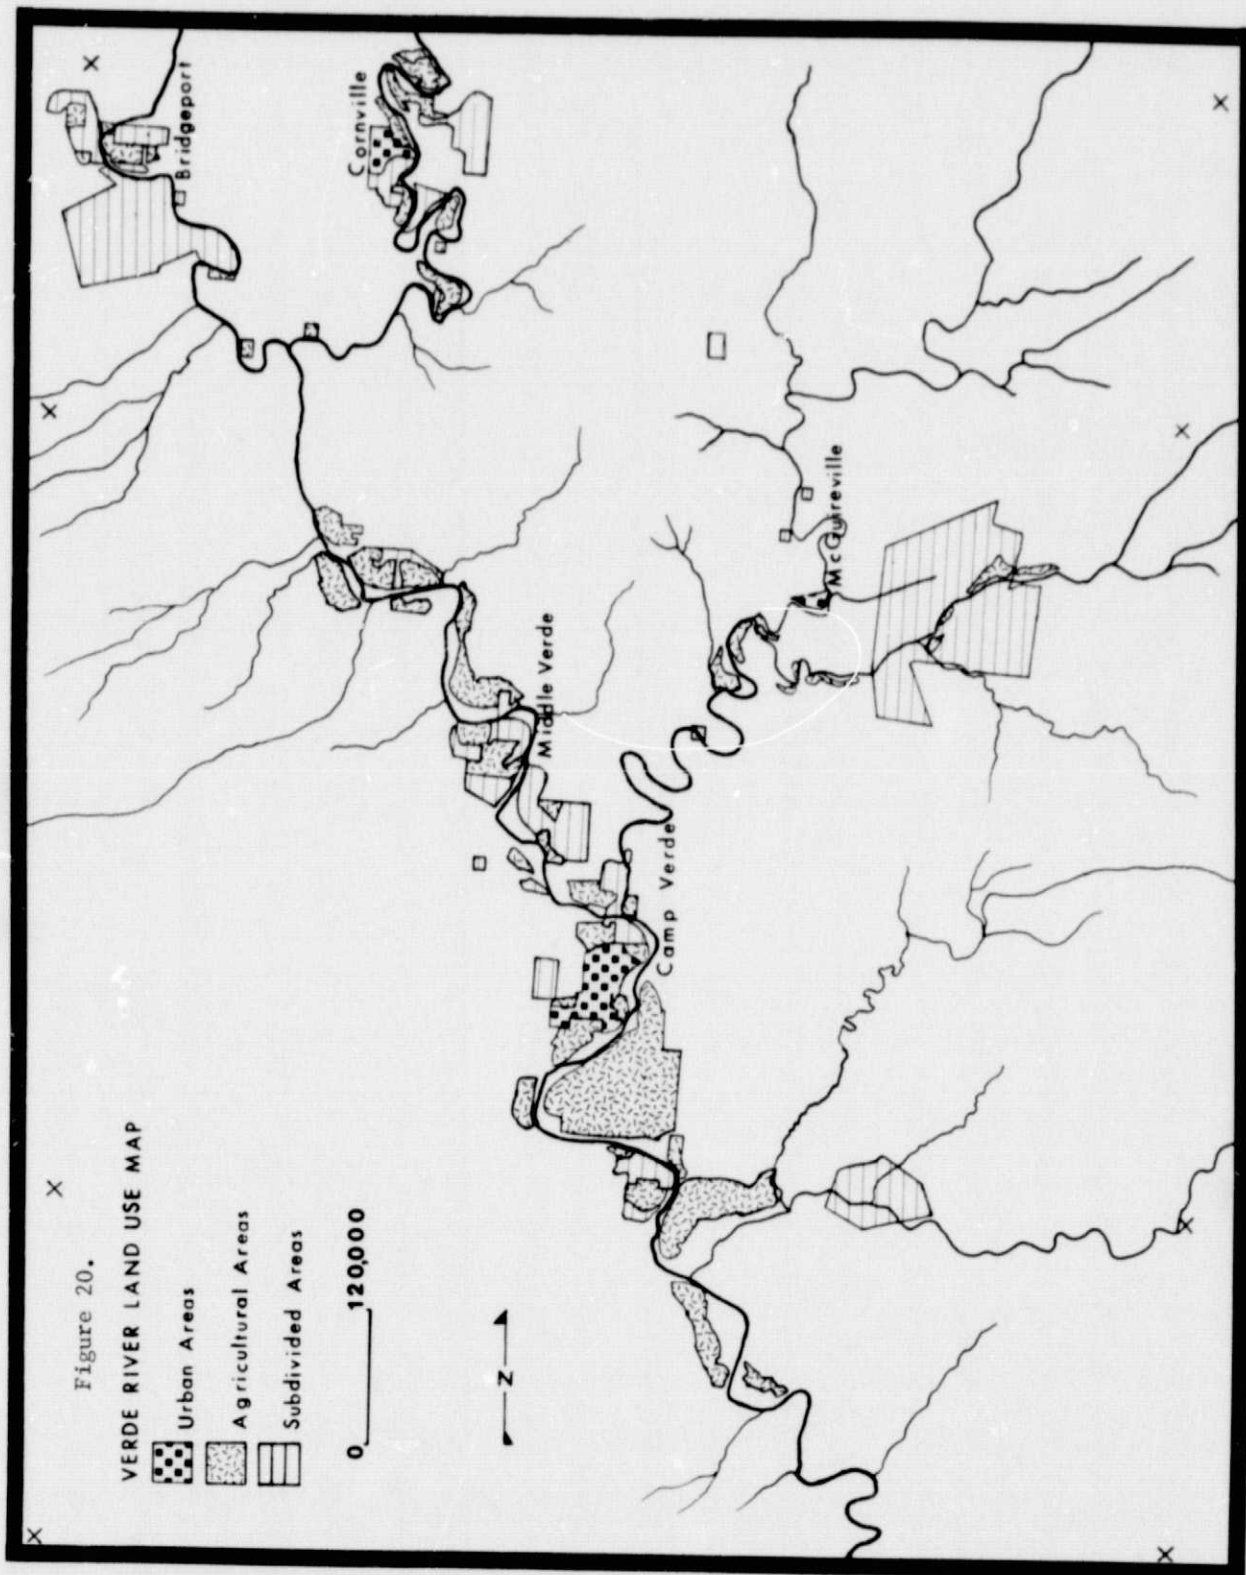 Figure 20.
VERDE RIVER LAND USE MAP
Urban Areas
Agricultural Areas
Subdivided Areas
0 120,000
N
Bridgeport
Cornville
Middle Verde
McGuireville
Camp Verde